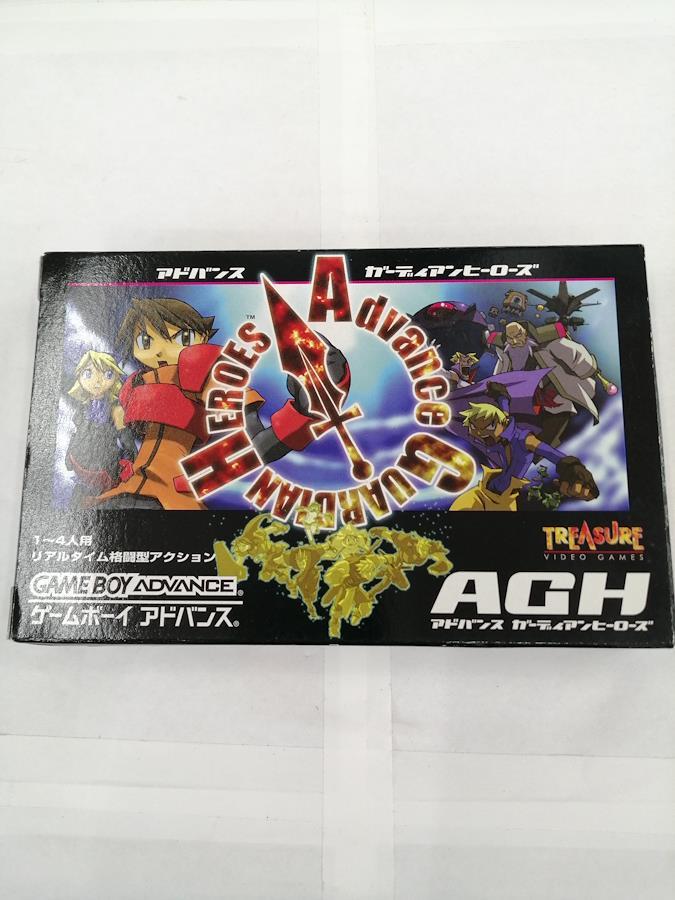 アドバンス ガーディアンヒーローズ
Advance Guardian Heroes
™
1〜4人用
リアルタイム格闘型アクション
GAME BOY ADVANCE®
ゲームボーイ アドバンス®
TREASURE
VIDEO GAMES
AGH
アドバンス ガーディアンヒーローズ